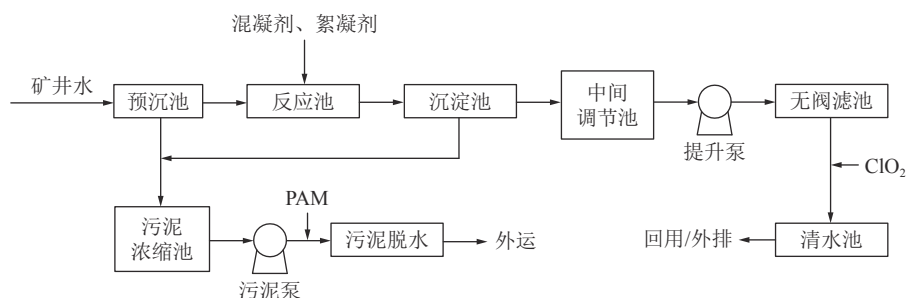 混凝剂、絮凝剂
矿井水
预沉池
反应池
沉淀池
中间
调节池
提升泵
无阀滤池
ClO₂
污泥
浓缩池
污泥泵
PAM
污泥脱水
外运
回用/外排
清水池